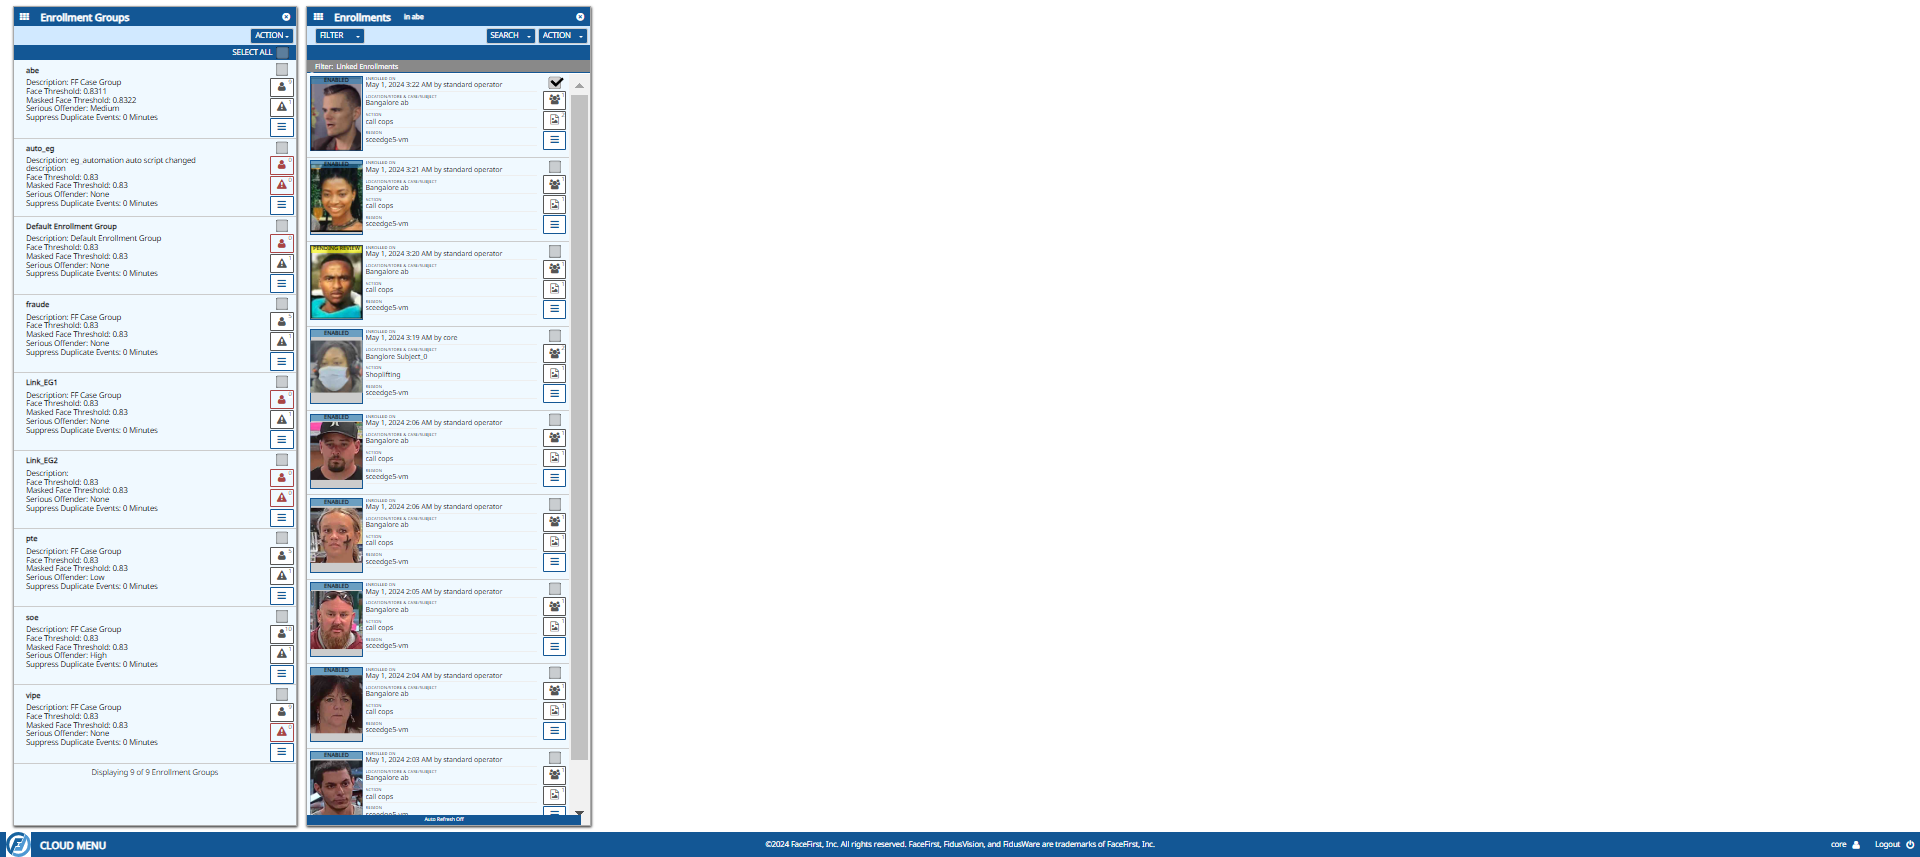 Enrollment Groups
ACTION
SELECT ALL
abe
Description: FF Case Group
Face Threshold: 0.8311
Masked Face Threshold: 0.8322
Serious Offender: Medium
Suppress Duplicate Events: 0 Minutes
auto_eg
Description: eg automation auto script changed
description
Face Threshold: 0.83
Masked Face Threshold: 0.83
Serious Offender: None
Suppress Duplicate Events: 0 Minutes
Default Enrollment Group
Description: Default Enrollment Group
Face Threshold: 0.83
Masked Face Threshold: 0.83
Serious Offender: None
Suppress Duplicate Events: 0 Minutes
fraude
Description: FF Case Group
Face Threshold: 0.83
Masked Face Threshold: 0.83
Serious Offender: None
Suppress Duplicate Events: 0 Minutes
Link_EG1
Description: FF Case Group
Face Threshold: 0.83
Masked Face Threshold: 0.83
Serious Offender: None
Suppress Duplicate Events: 0 Minutes
Link_EG2
Description:
Face Threshold: 0.83
Masked Face Threshold: 0.83
Serious Offender: None
Suppress Duplicate Events: 0 Minutes
pte
Description: FF Case Group
Face Threshold: 0.83
Masked Face Threshold: 0.83
Serious Offender: Low
Suppress Duplicate Events: 0 Minutes
soe
Description: FF Case Group
Face Threshold: 0.83
Masked Face Threshold: 0.83
Serious Offender: High
Suppress Duplicate Events: 0 Minutes
vipe
Description: FF Case Group
Face Threshold: 0.83
Masked Face Threshold: 0.83
Serious Offender: None
Suppress Duplicate Events: 0 Minutes
Displaying 9 of 9 Enrollment Groups
Enrollments in abe
FILTER SEARCH ACTION
Filter: Linked Enrollments
ENABLED
ENROLLED ON
May 1, 2024 3:22 AM by standard operator
LOCATION/STORE & CASE/SUBJECT
Bangalore ab
ACTION
call cops
REGION
sceedge5-vm
ENABLED
ENROLLED ON
May 1, 2024 3:21 AM by standard operator
LOCATION/STORE & CASE/SUBJECT
Bangalore ab
ACTION
call cops
REGION
sceedge5-vm
PENDING REVIEW
ENROLLED ON
May 1, 2024 3:20 AM by standard operator
LOCATION/STORE & CASE/SUBJECT
Bangalore ab
ACTION
call cops
REGION
sceedge5-vm
ENABLED
ENROLLED ON
May 1, 2024 3:19 AM by core
LOCATION/STORE & CASE/SUBJECT
Banglore Subject_0
ACTION
Shoplifting
REGION
sceedge5-vm
ENABLED
ENROLLED ON
May 1, 2024 2:06 AM by standard operator
LOCATION/STORE & CASE/SUBJECT
Bangalore ab
ACTION
call cops
REGION
sceedge5-vm
ENABLED
ENROLLED ON
May 1, 2024 2:06 AM by standard operator
LOCATION/STORE & CASE/SUBJECT
Bangalore ab
ACTION
call cops
REGION
sceedge5-vm
ENABLED
ENROLLED ON
May 1, 2024 2:05 AM by standard operator
LOCATION/STORE & CASE/SUBJECT
Bangalore ab
ACTION
call cops
REGION
sceedge5-vm
ENABLED
ENROLLED ON
May 1, 2024 2:04 AM by standard operator
LOCATION/STORE & CASE/SUBJECT
Bangalore ab
ACTION
call cops
REGION
sceedge5-vm
ENABLED
ENROLLED ON
May 1, 2024 2:03 AM by standard operator
LOCATION/STORE & CASE/SUBJECT
Bangalore ab
ACTION
call cops
REGION
sceedge5-vm
Auto Refresh Off
CLOUD MENU
©2024 FaceFirst, Inc. All rights reserved. FaceFirst, FidusVision, and FidusWare are trademarks of FaceFirst, Inc.
core Logout